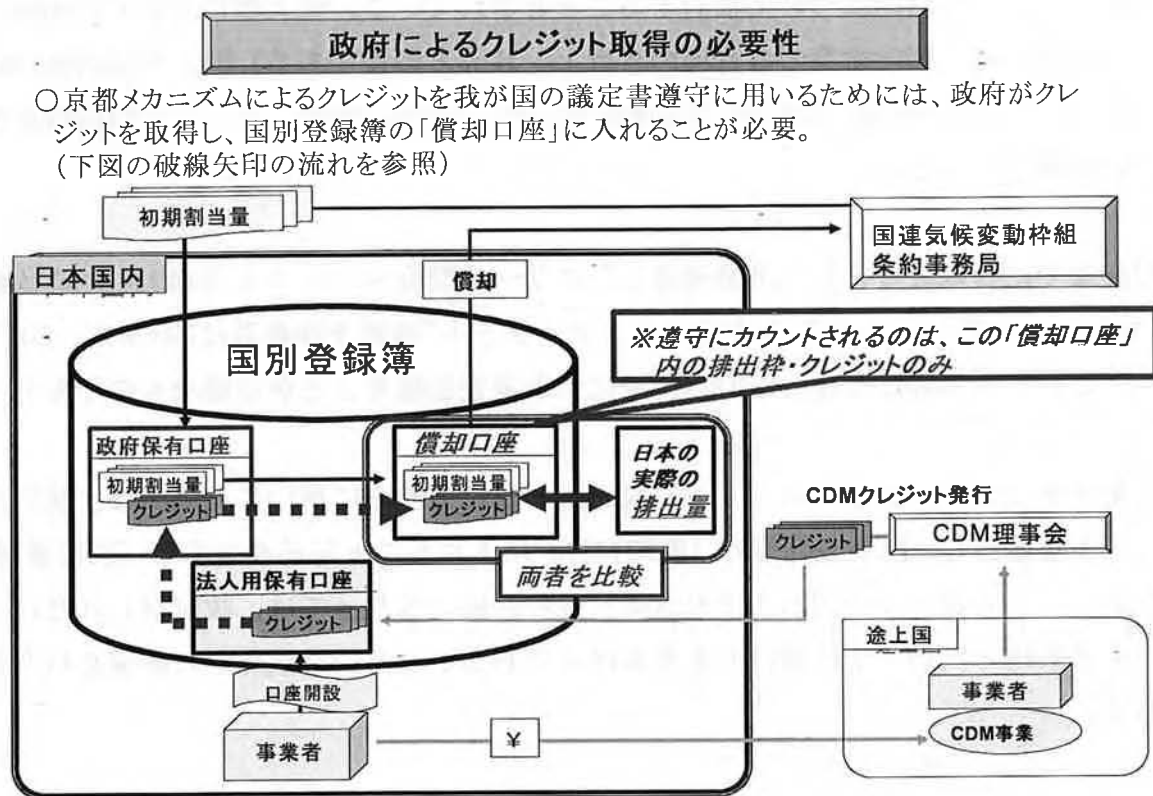 政府によるクレジット取得の必要性
○京都メカニズムによるクレジットを我が国の議定書遵守に用いるためには、政府がクレ
ジットを取得し、国別登録簿の「償却口座」に入れることが必要。
(下図の破線矢印の流れを参照)
初期割当量
国連気候変動枠組
条約事務局
日本国内
償却
※遵守にカウントされるのは、この「償却口座」
内の排出枠・クレジットのみ
国別登録簿
政府保有口座
初期割当量
クレジット
償却口座
初期割当量
クレジット
日本の
実際の
排出量
両者を比較
CDMクレジット発行
クレジット
CDM理事会
法人用保有口座
クレジット
途上国
口座開設
事業者
¥
事業者
CDM事業